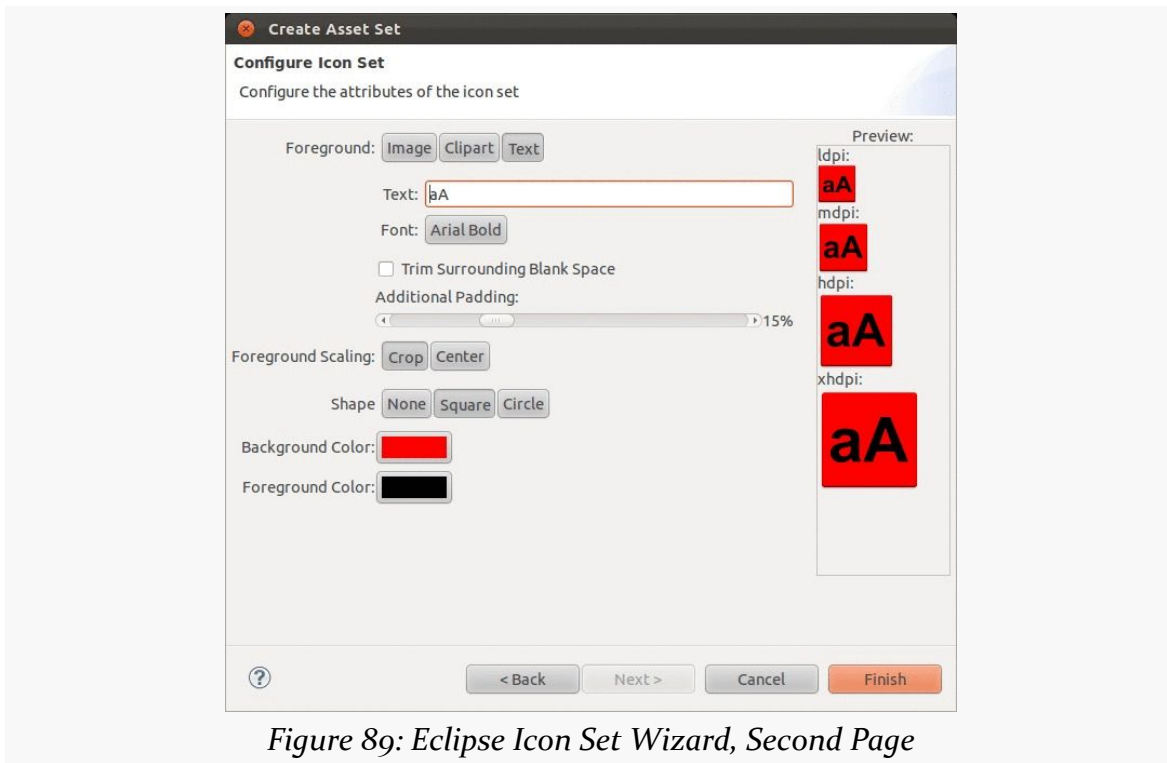 Create Asset Set
Configure Icon Set
Configure the attributes of the icon set
Foreground: Image Clipart Text
Text: aA
Font: Arial Bold
Trim Surrounding Blank Space
Additional Padding:
15%
Foreground Scaling: Crop Center
Shape None Square Circle
Background Color:
Foreground Color:
Preview:
ldpi:
aA
mdpi:
aA
hdpi:
aA
xhdpi:
aA
? < Back Next > Cancel Finish
Figure 89: Eclipse Icon Set Wizard, Second Page